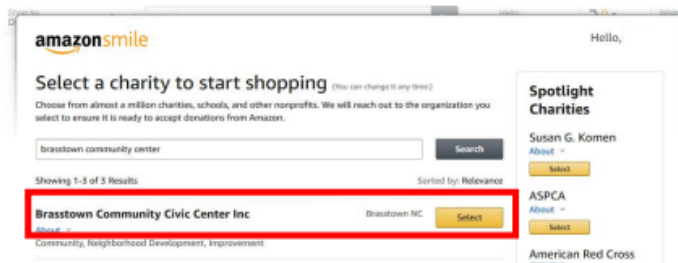 amazonsmile
Hello,
Select a charity to start shopping (You can change it any time.)
Choose from almost a million charities, schools, and other nonprofits. We will reach out to the organization you
select to ensure it is ready to accept donations from Amazon.
brasstown community center
Search
Showing 1-3 of 3 Results
Sorted by: Relevance
Brasstown Community Civic Center Inc
Brasstown NC
Select
About
Community, Neighborhood Development, Improvement
Spotlight
Charities
Susan G. Komen
About
Select
ASPCA
About
Select
American Red Cross